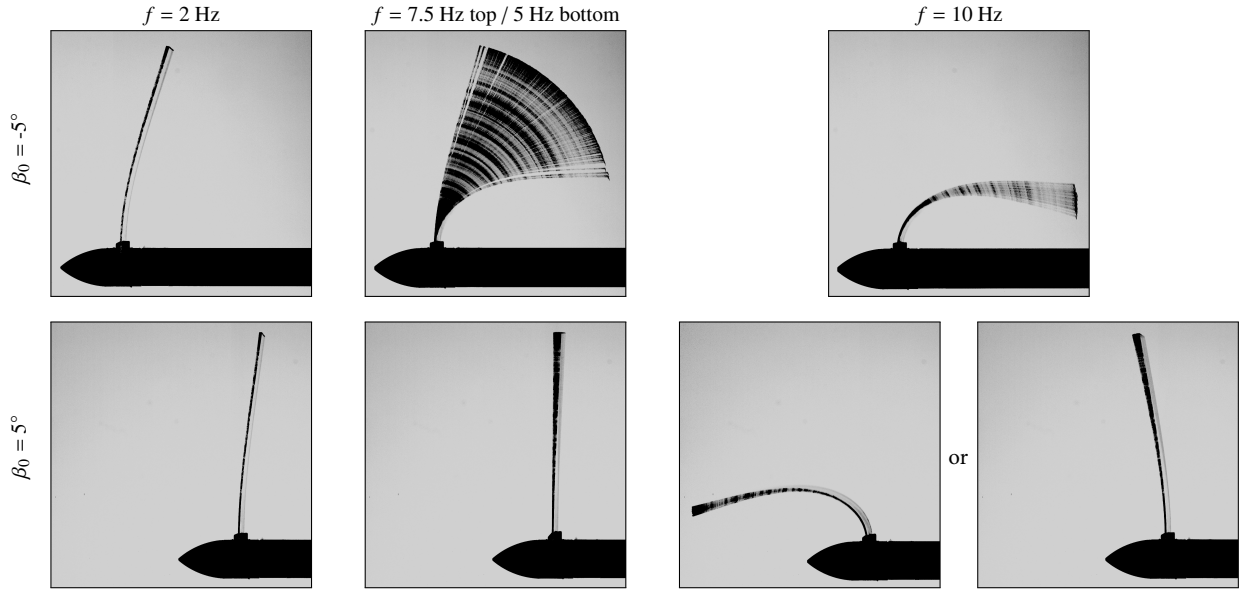 f = 2 Hz
f = 7.5 Hz top / 5 Hz bottom
f = 10 Hz
β0 = -5°
β0 = 5°
or